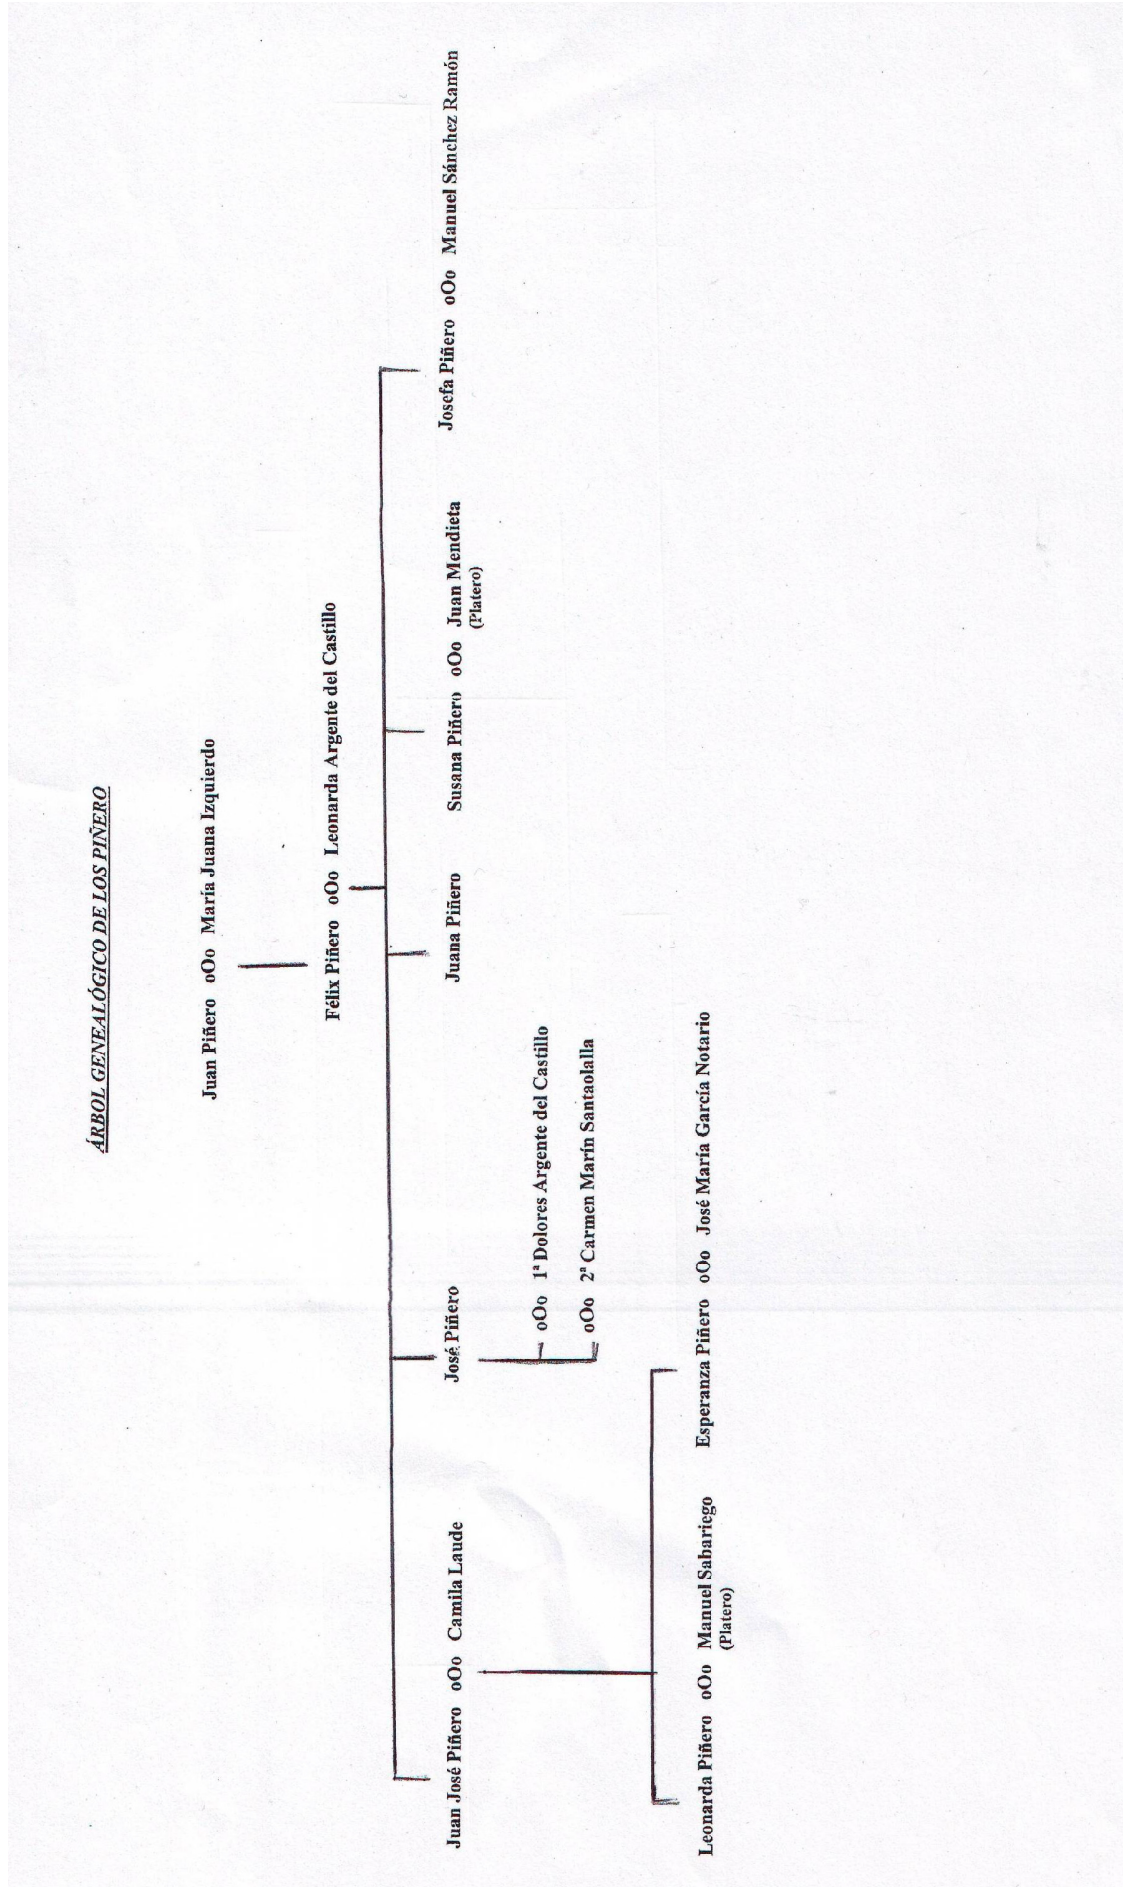 ÁRBOL GENEALÓGICO DE LOS PIÑERO
Juan Piñero oOo María Juana Izquierdo
Félix Piñero oOo Leonarda Argente del Castillo
Juan José Piñero oOo Camila Laude
José Piñero
Juana Piñero
Susana Piñero oOo Juan Mendieta
(Platero)
Josefa Piñero oOo Manuel Sánchez Ramón
oOo 1ª Dolores Argente del Castillo
oOo 2ª Carmen Marín Santaolalla
Leonarda Piñero oOo Manuel Sabariego
(Platero)
Esperanza Piñero oOo José María García Notario